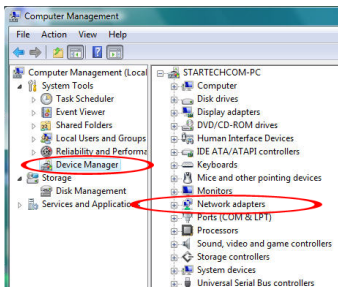 Computer Management
File Action View Help
Computer Management (Local
System Tools
Task Scheduler
Event Viewer
Shared Folders
Local Users and Groups
Reliability and Performa
Device Manager
Storage
Disk Management
Services and Application
STARTECHCOM-PC
Computer
Disk drives
Display adapters
DVD/CD-ROM drives
Human Interface Devices
IDE ATA/ATAPI controllers
Keyboards
Mice and other pointing devices
Monitors
Network adapters
Ports (COM & LPT)
Processors
Sound, video and game controllers
Storage controllers
System devices
Universal Serial Bus controllers